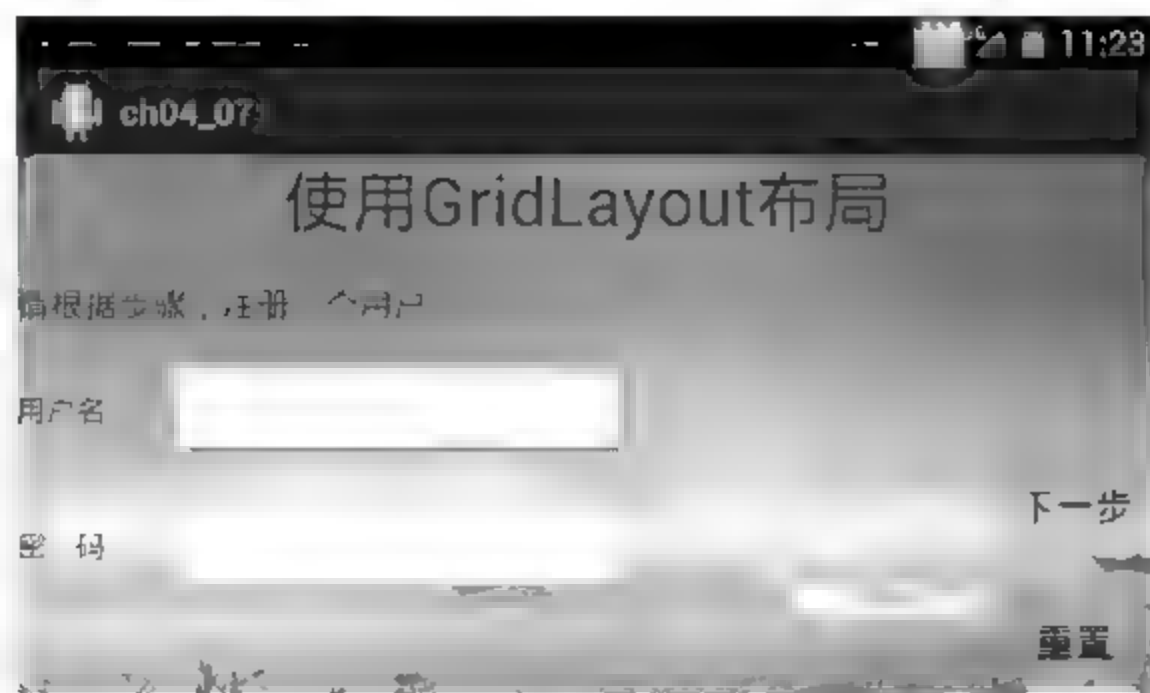 11:23
ch04_07
使用GridLayout布局
请根据步骤，注册一个用户
用户名
下一步
密 码
重置